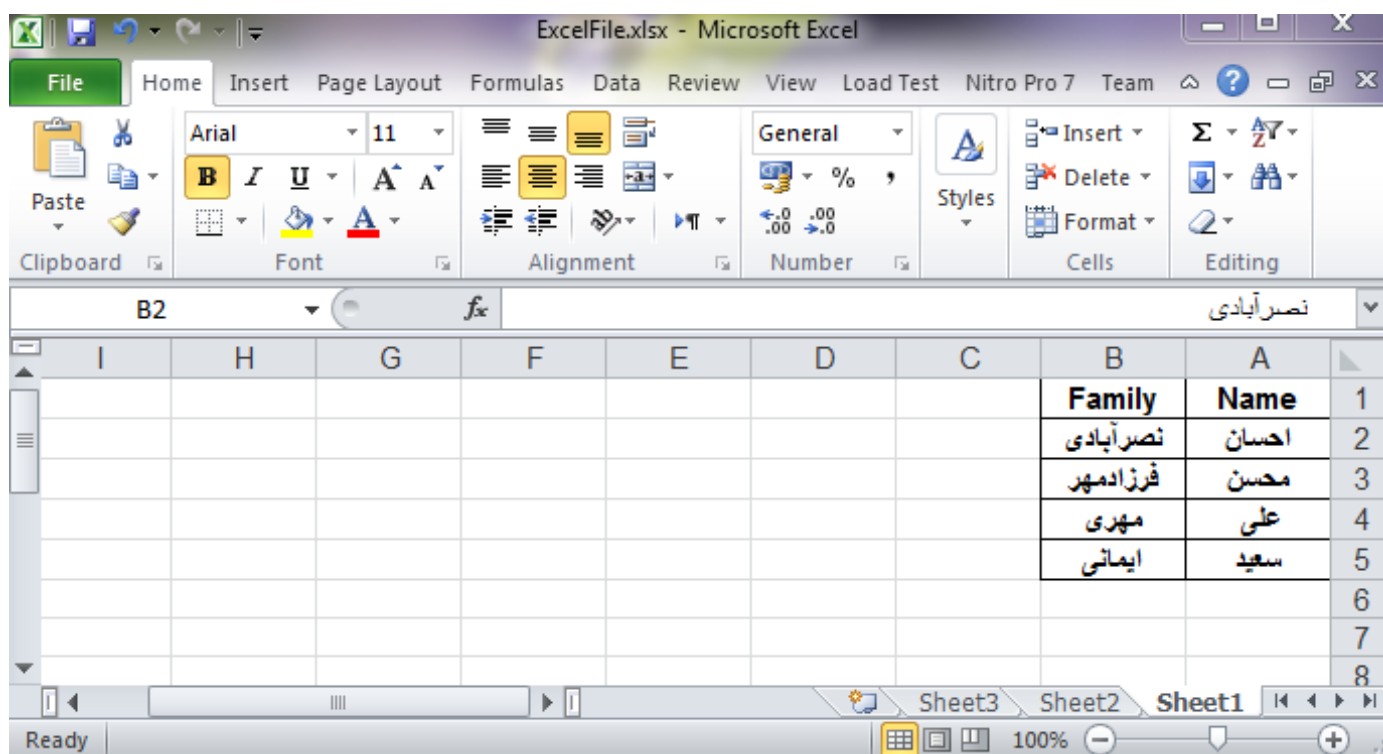 ExcelFile.xlsx - Microsoft Excel
File Home Insert Page Layout Formulas Data Review View Load Test Nitro Pro 7 Team
Arial 11 General Insert Σ
B I U A A % , Delete
Paste Styles
A .00 .0 Format
Clipboard Font Alignment Number Cells Editing
B2 fx نصرآبادی
I H G F E D C B A
Family Name 1
2 احسان نصرآبادی
3 محسن فرزادمهر
4 علی مهری
5 سعید ایمانی
6
7
8
Sheet3 Sheet2 Sheet1
Ready 100%